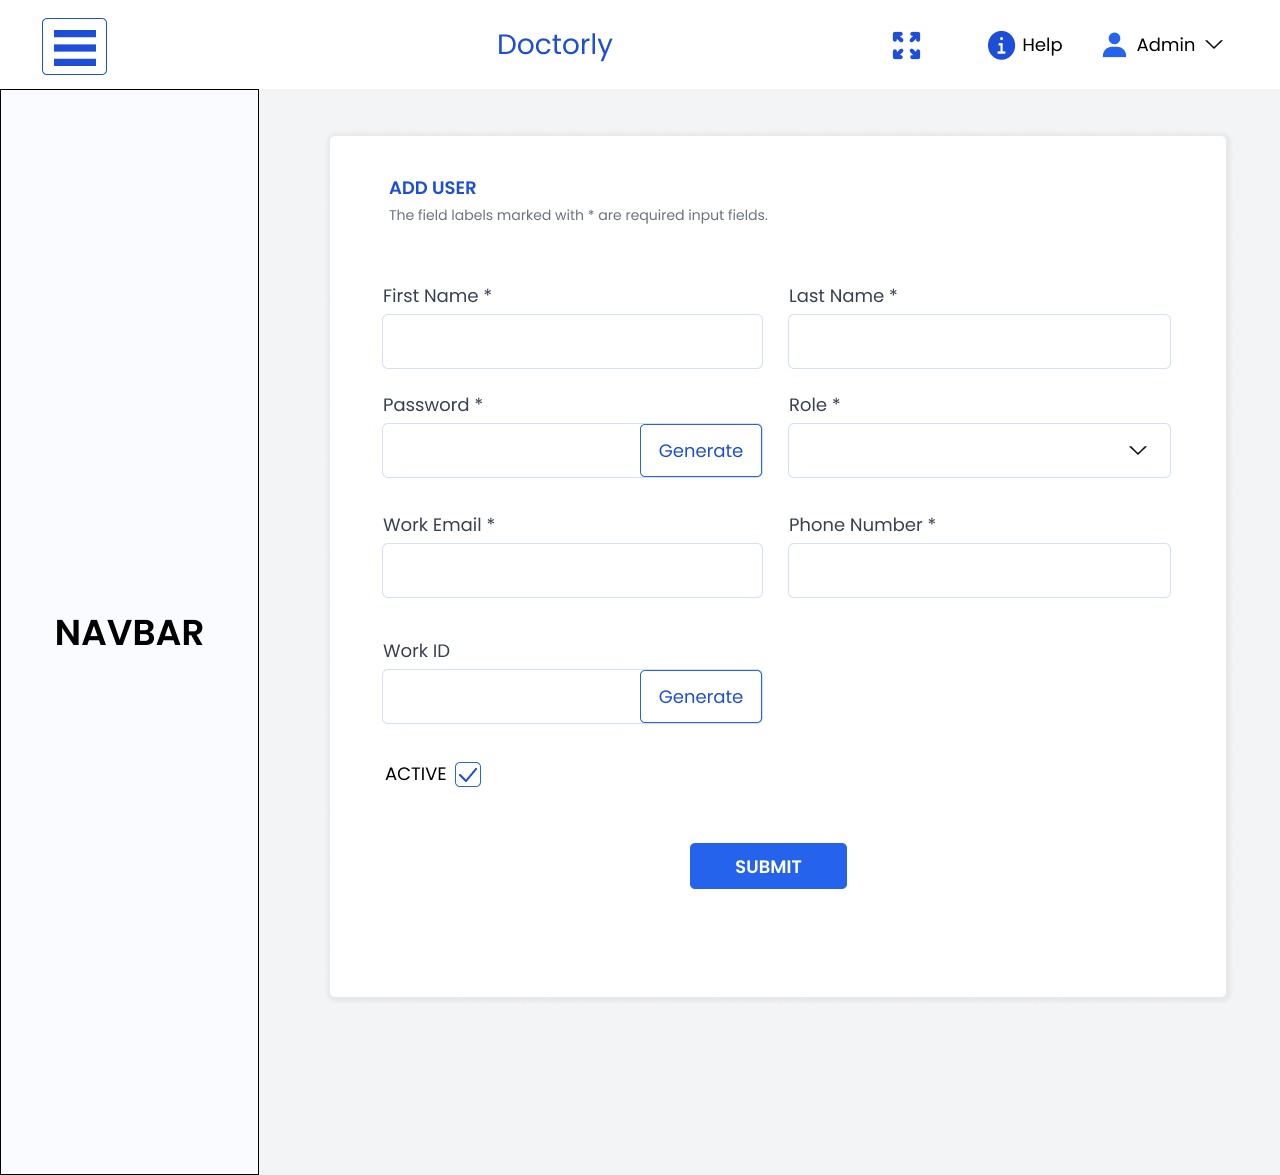 Doctorly
Help
Admin
NAVBAR
ADD USER
The field labels marked with * are required input fields.
First Name *
Last Name *
Password *
Generate
Role *
Work Email *
Phone Number *
Work ID
Generate
ACTIVE
SUBMIT